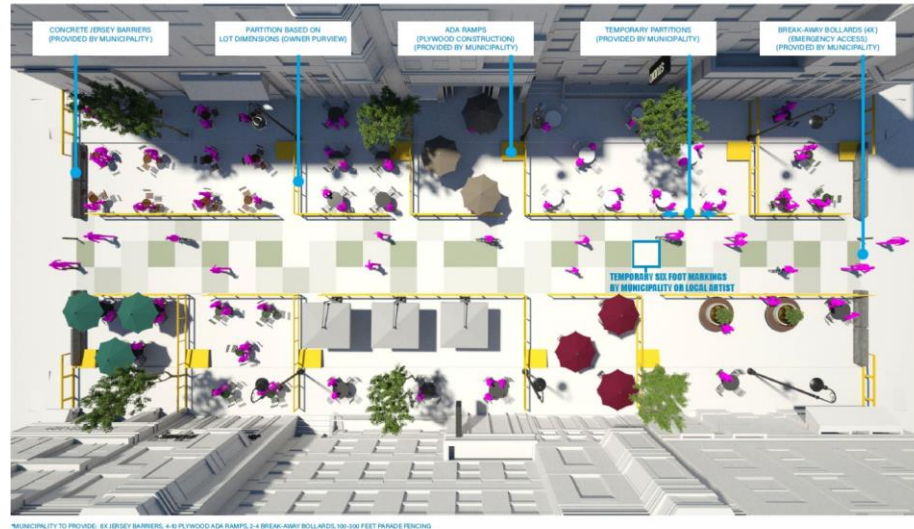 CONCRETE JERSEY BARRIERS
(PROVIDED BY MUNICIPALITY)
PARTITION BASED ON
LOT DIMENSIONS (OWNER PURVIEW)
ADA RAMPS
(PLYWOOD CONSTRUCTION)
(PROVIDED BY MUNICIPALITY)
TEMPORARY PARTITIONS
(PROVIDED BY MUNICIPALITY)
BREAK-AWAY BOLLARDS (4X)
(EMERGENCY ACCESS)
(PROVIDED BY MUNICIPALITY)
TEMPORARY SIX FOOT MARKINGS
BY MUNICIPALITY OR LOCAL ARTIST
*MUNICIPALITY TO PROVIDE: 8X JERSEY BARRIERS, 4-10 PLYWOOD ADA RAMPS, 2-4 BREAK-AWAY BOLLARDS, 100-300 FEET PARADE FENCING